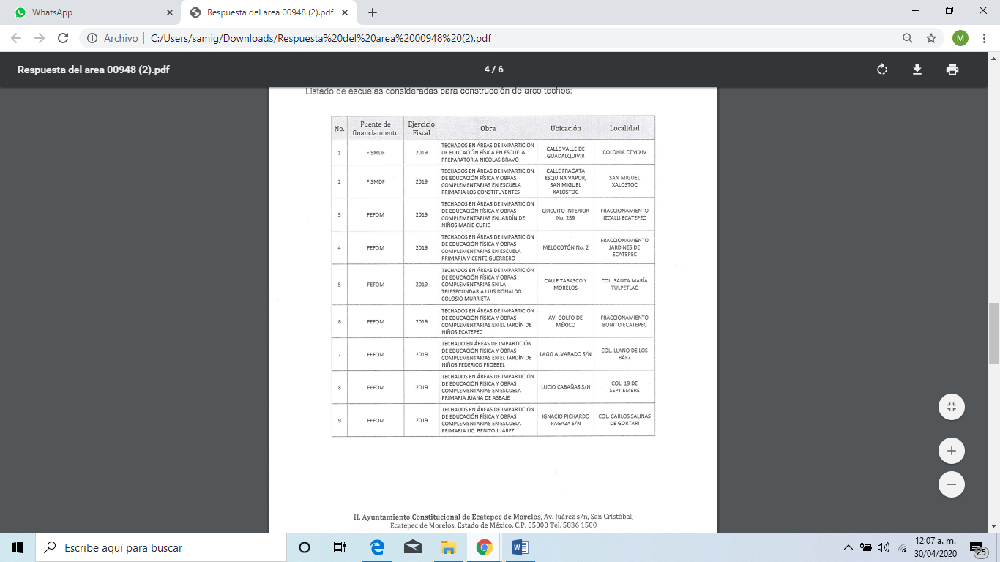 WhatsApp
Respuesta del area 00948 (2).pdf
Archivo
C:/Users/samig/Downloads/Respuesta%20del%20area%2000948%20(2).pdf
M
Respuesta del area 00948 (2).pdf
4 / 6
Listado de escuelas consideradas para construcción de arco techos:
No.
Fuente de
financiamiento
Ejercicio
Fiscal
Obra
Ubicación
Localidad
1
FISMDF
2019
TECHADOS EN ÁREAS DE IMPARTICIÓN
DE EDUCACIÓN FÍSICA EN ESCUELA
PREPARATORIA NICOLÁS BRAVO
CALLE VALLE DE
GUADALQUIVIR
COLONIA CTM XIV
2
FISMDF
2019
TECHADOS EN ÁREAS DE IMPARTICIÓN
DE EDUCACIÓN FÍSICA Y OBRAS
COMPLEMENTARIAS EN ESCUELA
PRIMARIA LOS CONSTITUYENTES
CALLE FRAGATA
ESQUINA VAPOR,
SAN MIGUEL
XALOSTOC
SAN MIGUEL
XALOSTOC
3
FEFOM
2019
TECHADOS EN ÁREAS DE IMPARTICIÓN
DE EDUCACIÓN FÍSICA Y OBRAS
COMPLEMENTARIAS EN JARDÍN DE
NIÑOS MARIE CURIE
CIRCUITO INTERIOR
No. 259
FRACCIONAMIENTO
IZCALLI ECATEPEC
4
FEFOM
2019
TECHADOS EN ÁREAS DE IMPARTICIÓN
DE EDUCACIÓN FÍSICA Y OBRAS
COMPLEMENTARIAS EN ESCUELA
PRIMARIA VICENTE GUERRERO
MELOCOTÓN No. 2
FRACCIONAMIENTO
JARDINES DE
ECATEPEC
5
FEFOM
2019
TECHADOS EN ÁREAS DE IMPARTICIÓN
DE EDUCACIÓN FÍSICA Y OBRAS
COMPLEMENTARIAS EN LA
TELESECUNDARIA LUIS DONALDO
COLOSIO MURRIETA
CALLE TABASCO Y
MORELOS
COL. SANTA MARÍA
TULPETLAC
6
FEFOM
2019
TECHADOS EN ÁREAS DE IMPARTICIÓN
DE EDUCACIÓN FÍSICA Y OBRAS
COMPLEMENTARIAS EN EL JARDÍN DE
NIÑOS ECATEPEC
AV. GOLFO DE
MÉXICO
FRACCIONAMIENTO
BONITO ECATEPEC
7
FEFOM
2019
TECHADO EN ÁREAS DE IMPARTICIÓN
DE EDUCACIÓN FÍSICA Y OBRAS
COMPLEMENTARIAS EN EL JARDÍN DE
NIÑOS FEDERICO FROEBEL
LAGO ALVARADO S/N
COL. LLANO DE LOS
BÁEZ
8
FEFOM
2019
TECHADOS EN ÁREAS DE IMPARTICIÓN
DE EDUCACIÓN FÍSICA Y OBRAS
COMPLEMENTARIAS EN ESCUELA
PRIMARIA JUANA DE ASBAJE
LUCIO CABAÑAS S/N
COL. 19 DE
SEPTIEMBRE
9
FEFOM
2019
TECHADOS EN ÁREAS DE IMPARTICIÓN
DE EDUCACIÓN FÍSICA Y OBRAS
COMPLEMENTARIAS EN ESCUELA
PRIMARIA LIC. BENITO JUÁREZ
IGNACIO PICHARDO
PAGAZA S/N
COL. CARLOS SALINAS
DE GORTARI
H. Ayuntamiento Constitucional de Ecatepec de Morelos, Av. Juárez s/n, San Cristóbal,
Ecatepec de Morelos, Estado de México. C.P. 55000 Tel. 5836 1500
Escribe aquí para buscar
12:07 a. m.
30/04/2020
25